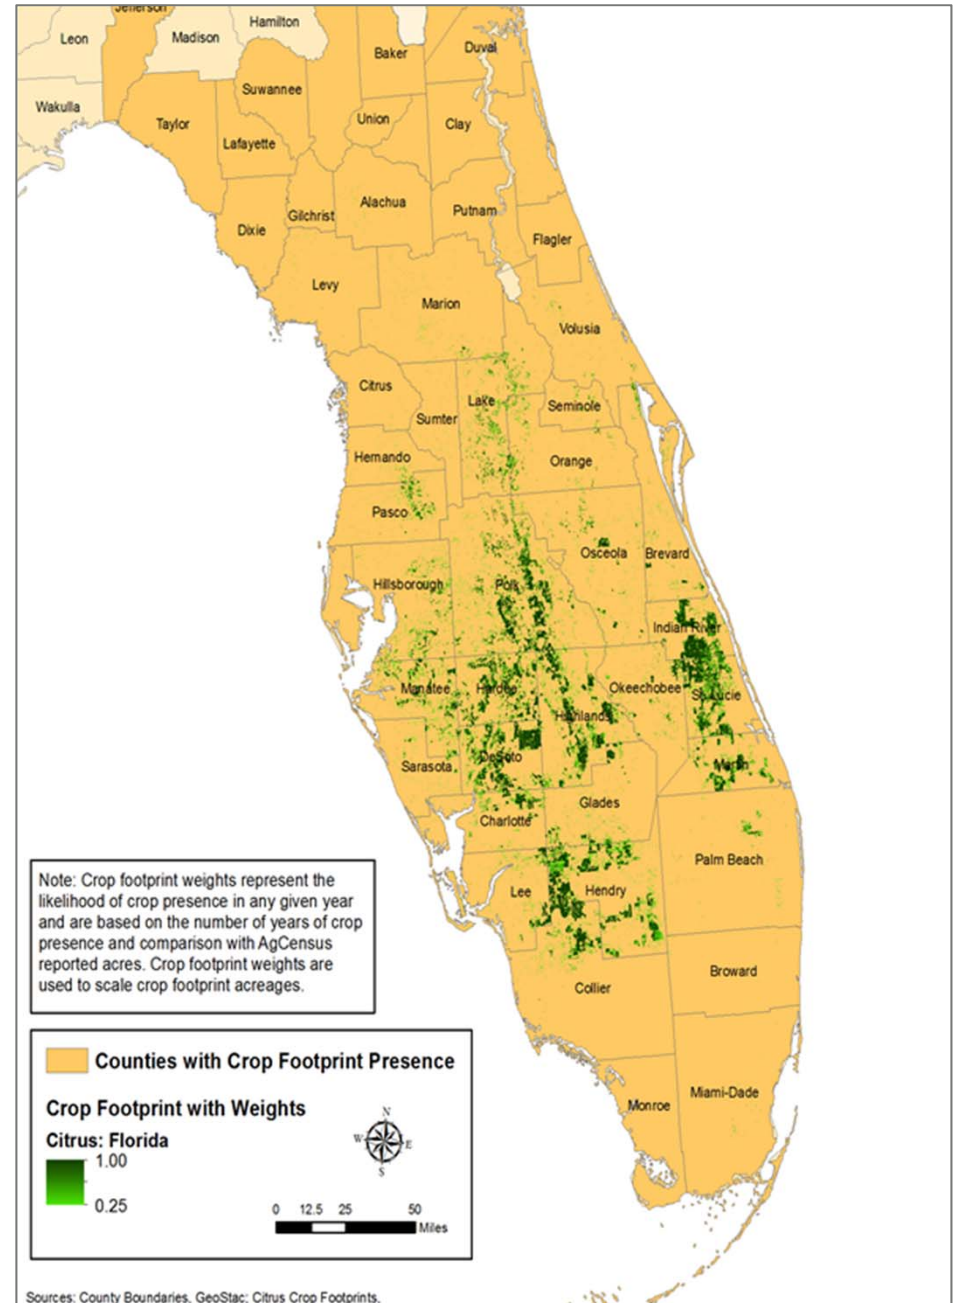 Jefferson
Hamilton
Leon
Madison
Baker
Duval
Suwannee
Wakulla
Taylor
Union
Clay
Lafayette
Alachua
Putnam
Gilchrist
Dixie
Flagler
Levy
Marion
Volusia
Citrus
Lake
Seminole
Sumter
Hernando
Orange
Pasco
Osceola
Brevard
Hillsborough
Polk
Indian River
Manatee
Hardee
Okeechobee
St. Lucie
Highlands
Sarasota
DeSoto
Martin
Glades
Charlotte
Palm Beach
Lee
Hendry
Broward
Collier
Miami-Dade
Monroe
Note: Crop footprint weights represent the
likelihood of crop presence in any given year
and are based on the number of years of crop
presence and comparison with AgCensus
reported acres. Crop footprint weights are
used to scale crop footprint acreages.
Counties with Crop Footprint Presence
Crop Footprint with Weights
Citrus: Florida
1.00
0.25
N
W
E
S
0 12.5 25 50
Miles
Sources: County Boundaries, GeoStac; Citrus Crop Footprints,